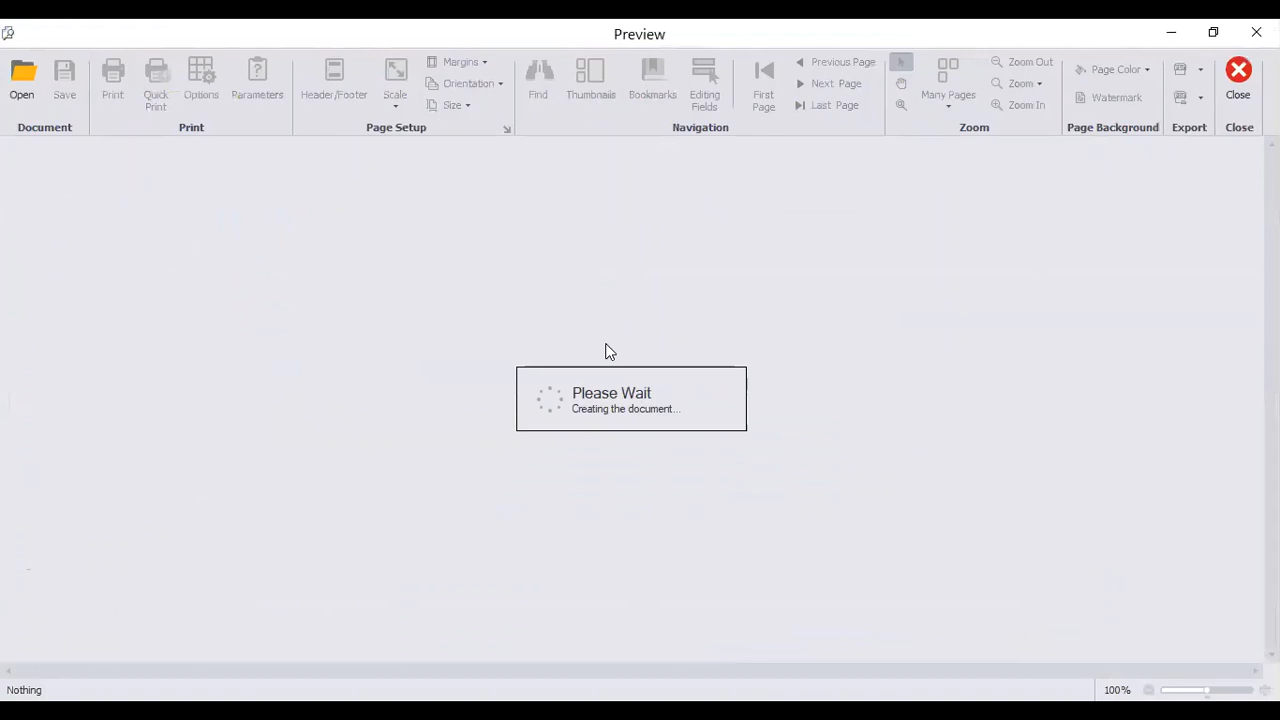 Preview
Open
Save
Print
Quick
Print
Options
Parameters
Header/Footer
Scale
Margins
Orientation
Size
Find
Thumbnails
Bookmarks
Editing
Fields
First
Page
Previous Page
Next Page
Last Page
Many Pages
Zoom Out
Zoom
Zoom In
Page Color
Watermark
Close
Document
Print
Page Setup
Navigation
Zoom
Page Background
Export
Close
Please Wait
Creating the document...
Nothing
100%